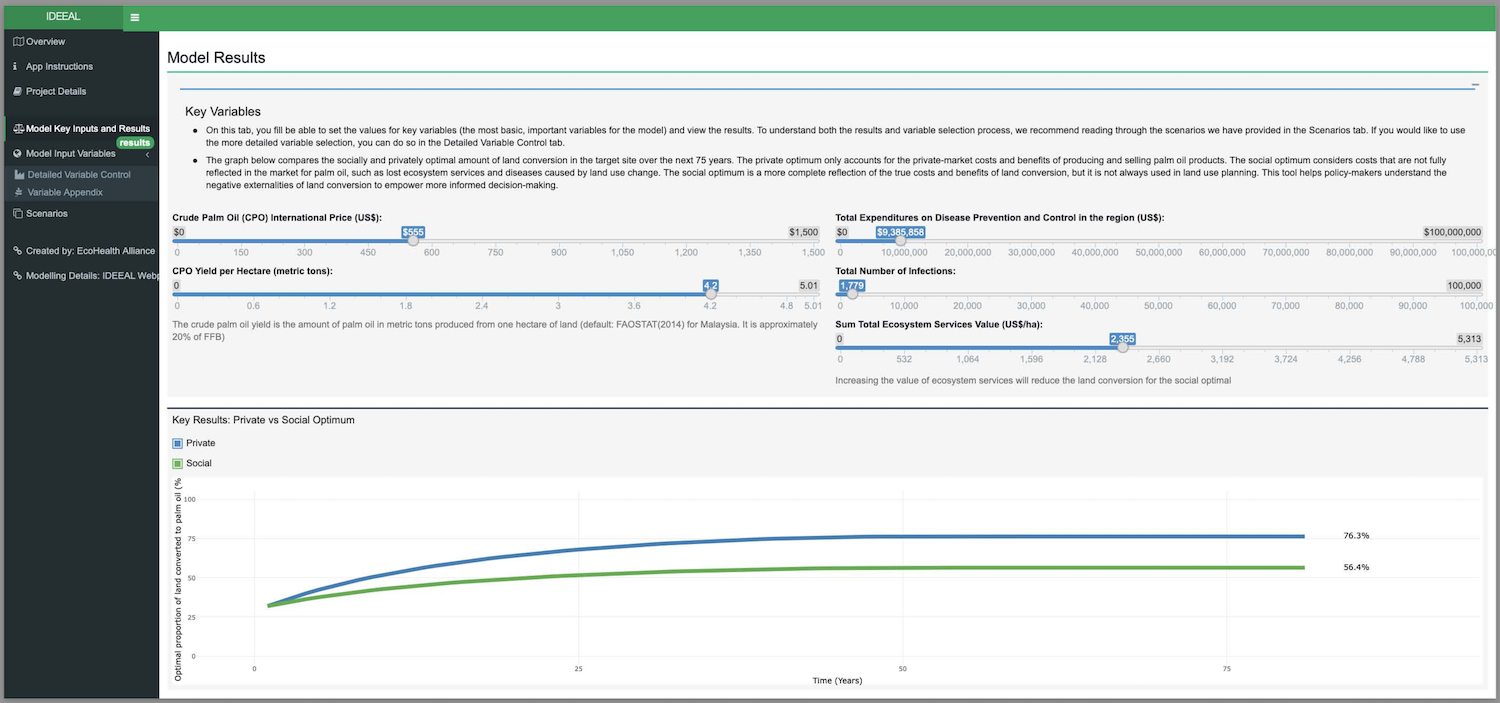 IDEEAL
Overview
App Instructions
Project Details
Model Key Inputs and Results
results
Model Input Variables
Detailed Variable Control
Variable Appendix
Scenarios
Created by: EcoHealth Alliance
Modelling Details: IDEEAL Webp
Model Results
Key Variables
On this tab, you fill be able to set the values for key variables (the most basic, important variables for the model) and view the results. To understand both the results and variable selection process, we recommend reading through the scenarios we have provided in the Scenarios tab. If you would like to use
the more detailed variable selection, you can do so in the Detailed Variable Control tab.
The graph below compares the socially and privately optimal amount of land conversion in the target site over the next 75 years. The private optimum only accounts for the private-market costs and benefits of producing and selling palm oil products. The social optimum considers costs that are not fully
reflected in the market for palm oil, such as lost ecosystem services and diseases caused by land use change. The social optimum is a more complete reflection of the true costs and benefits of land conversion, but it is not always used in land use planning. This tool helps policy-makers understand the
negative externalities of land conversion to empower more informed decision-making.
Crude Palm Oil (CPO) International Price (US$):
$0 $555 $1,500
0 150 300 450 600 750 900 1,050 1,200 1,350 1,500
CPO Yield per Hectare (metric tons):
0 4.2 5.01
0 0.6 1.2 1.8 2.4 3 3.6 4.2 4.8 5.01
The crude palm oil yield is the amount of palm oil in metric tons produced from one hectare of land (default: FAOSTAT(2014) for Malaysia. It is approximately
20% of FFB)
Total Expenditures on Disease Prevention and Control in the region (US$):
$0 $9,385,858 $100,000,000
0 10,000,000 20,000,000 30,000,000 40,000,000 50,000,000 60,000,000 70,000,000 80,000,000 90,000,000 100,000,0
Total Number of Infections:
1,779 100,000
0 10,000 20,000 30,000 40,000 50,000 60,000 70,000 80,000 90,000 100,000
Sum Total Ecosystem Services Value (US$/ha):
0 2,355 5,313
0 532 1,064 1,596 2,128 2,660 3,192 3,724 4,256 4,788 5,313
Increasing the value of ecosystem services will reduce the land conversion for the social optimal
Key Results: Private vs Social Optimum
Private
Social
Optimal proportion of land converted to palm oil (%
100
75
50
25
0
76.3%
56.4%
0 25 50 75
Time (Years)